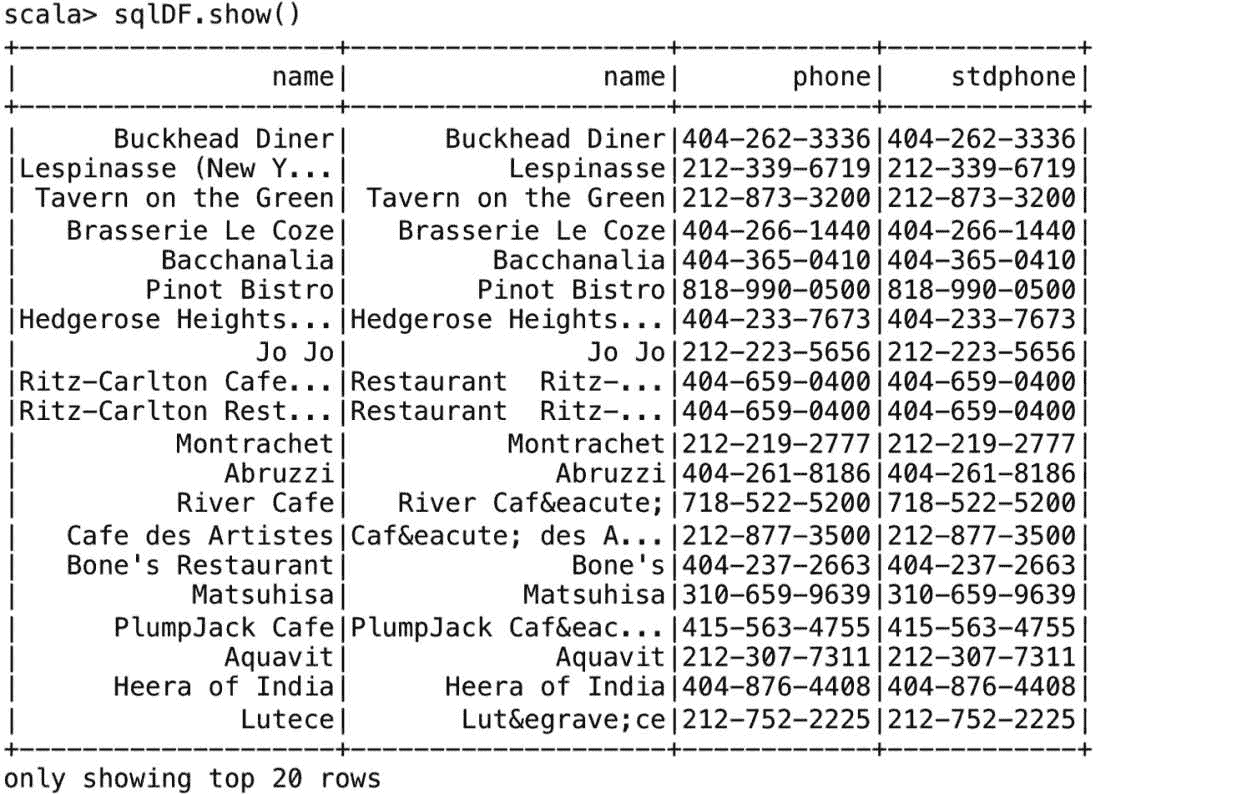 scala> sqlDF.show()
+--------------------+--------------------+------------+------------+
|                name|                name|       phone|    stdphone|
+--------------------+--------------------+------------+------------+
|      Buckhead Diner|      Buckhead Diner|404-262-3336|404-262-3336|
|Lespinasse (New Y...|          Lespinasse|212-339-6719|212-339-6719|
| Tavern on the Green| Tavern on the Green|212-873-3200|212-873-3200|
|   Brasserie Le Coze|   Brasserie Le Coze|404-266-1440|404-266-1440|
|         Bacchanalia|         Bacchanalia|404-365-0410|404-365-0410|
|        Pinot Bistro|        Pinot Bistro|818-990-0500|818-990-0500|
|Hedgerose Heights...|Hedgerose Heights...|404-233-7673|404-233-7673|
|               Jo Jo|               Jo Jo|212-223-5656|212-223-5656|
|Ritz-Carlton Cafe...|Restaurant  Ritz-...|404-659-0400|404-659-0400|
|Ritz-Carlton Rest...|Restaurant  Ritz-...|404-659-0400|404-659-0400|
|          Montrachet|          Montrachet|212-219-2777|212-219-2777|
|             Abruzzi|             Abruzzi|404-261-8186|404-261-8186|
|          River Cafe|   River Caf&eacute;|718-522-5200|718-522-5200|
|   Cafe des Artistes|Caf&eacute; des A...|212-877-3500|212-877-3500|
|   Bone's Restaurant|              Bone's|404-237-2663|404-237-2663|
|           Matsuhisa|           Matsuhisa|310-659-9639|310-659-9639|
|      PlumpJack Cafe|PlumpJack Caf&eac...|415-563-4755|415-563-4755|
|             Aquavit|             Aquavit|212-307-7311|212-307-7311|
|      Heera of India|      Heera of India|404-876-4408|404-876-4408|
|              Lutece|       Lut&egrave;ce|212-752-2225|212-752-2225|
+--------------------+--------------------+------------+------------+
only showing top 20 rows